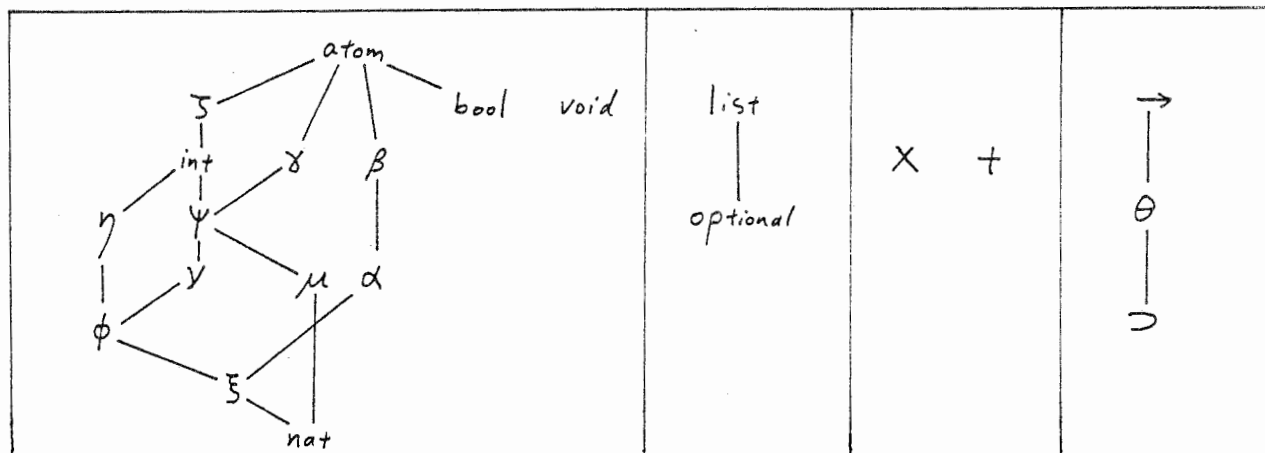 atom
ζ bool void list →
int γ β × +
η ψ optional θ
ν μ α
φ ⊃
ξ
nat